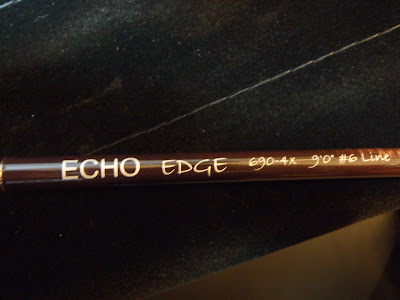 ECHO EDGE 690-4X 9'0" #6 Line